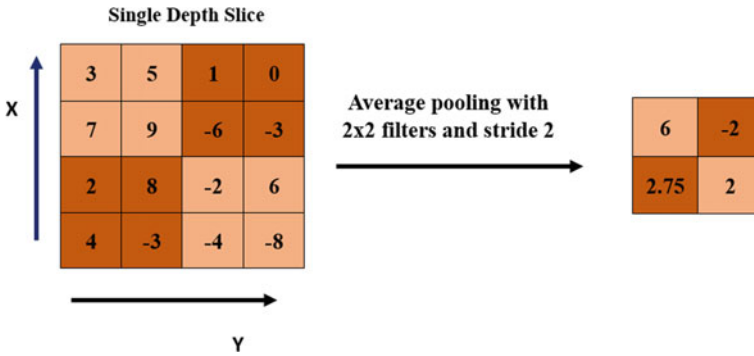 Single Depth Slice
3 5 1 0
7 9 -6 -3
2 8 -2 6
4 -3 -4 -8
X
Y
Average pooling with
2x2 filters and stride 2
6 -2
2.75 2